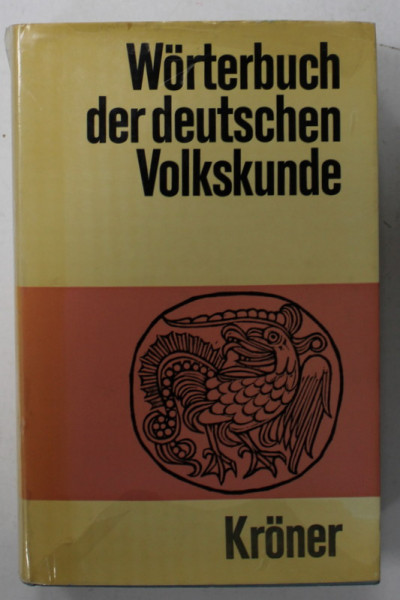 Wörterbuch
der deutschen
Volkskunde
Kröner